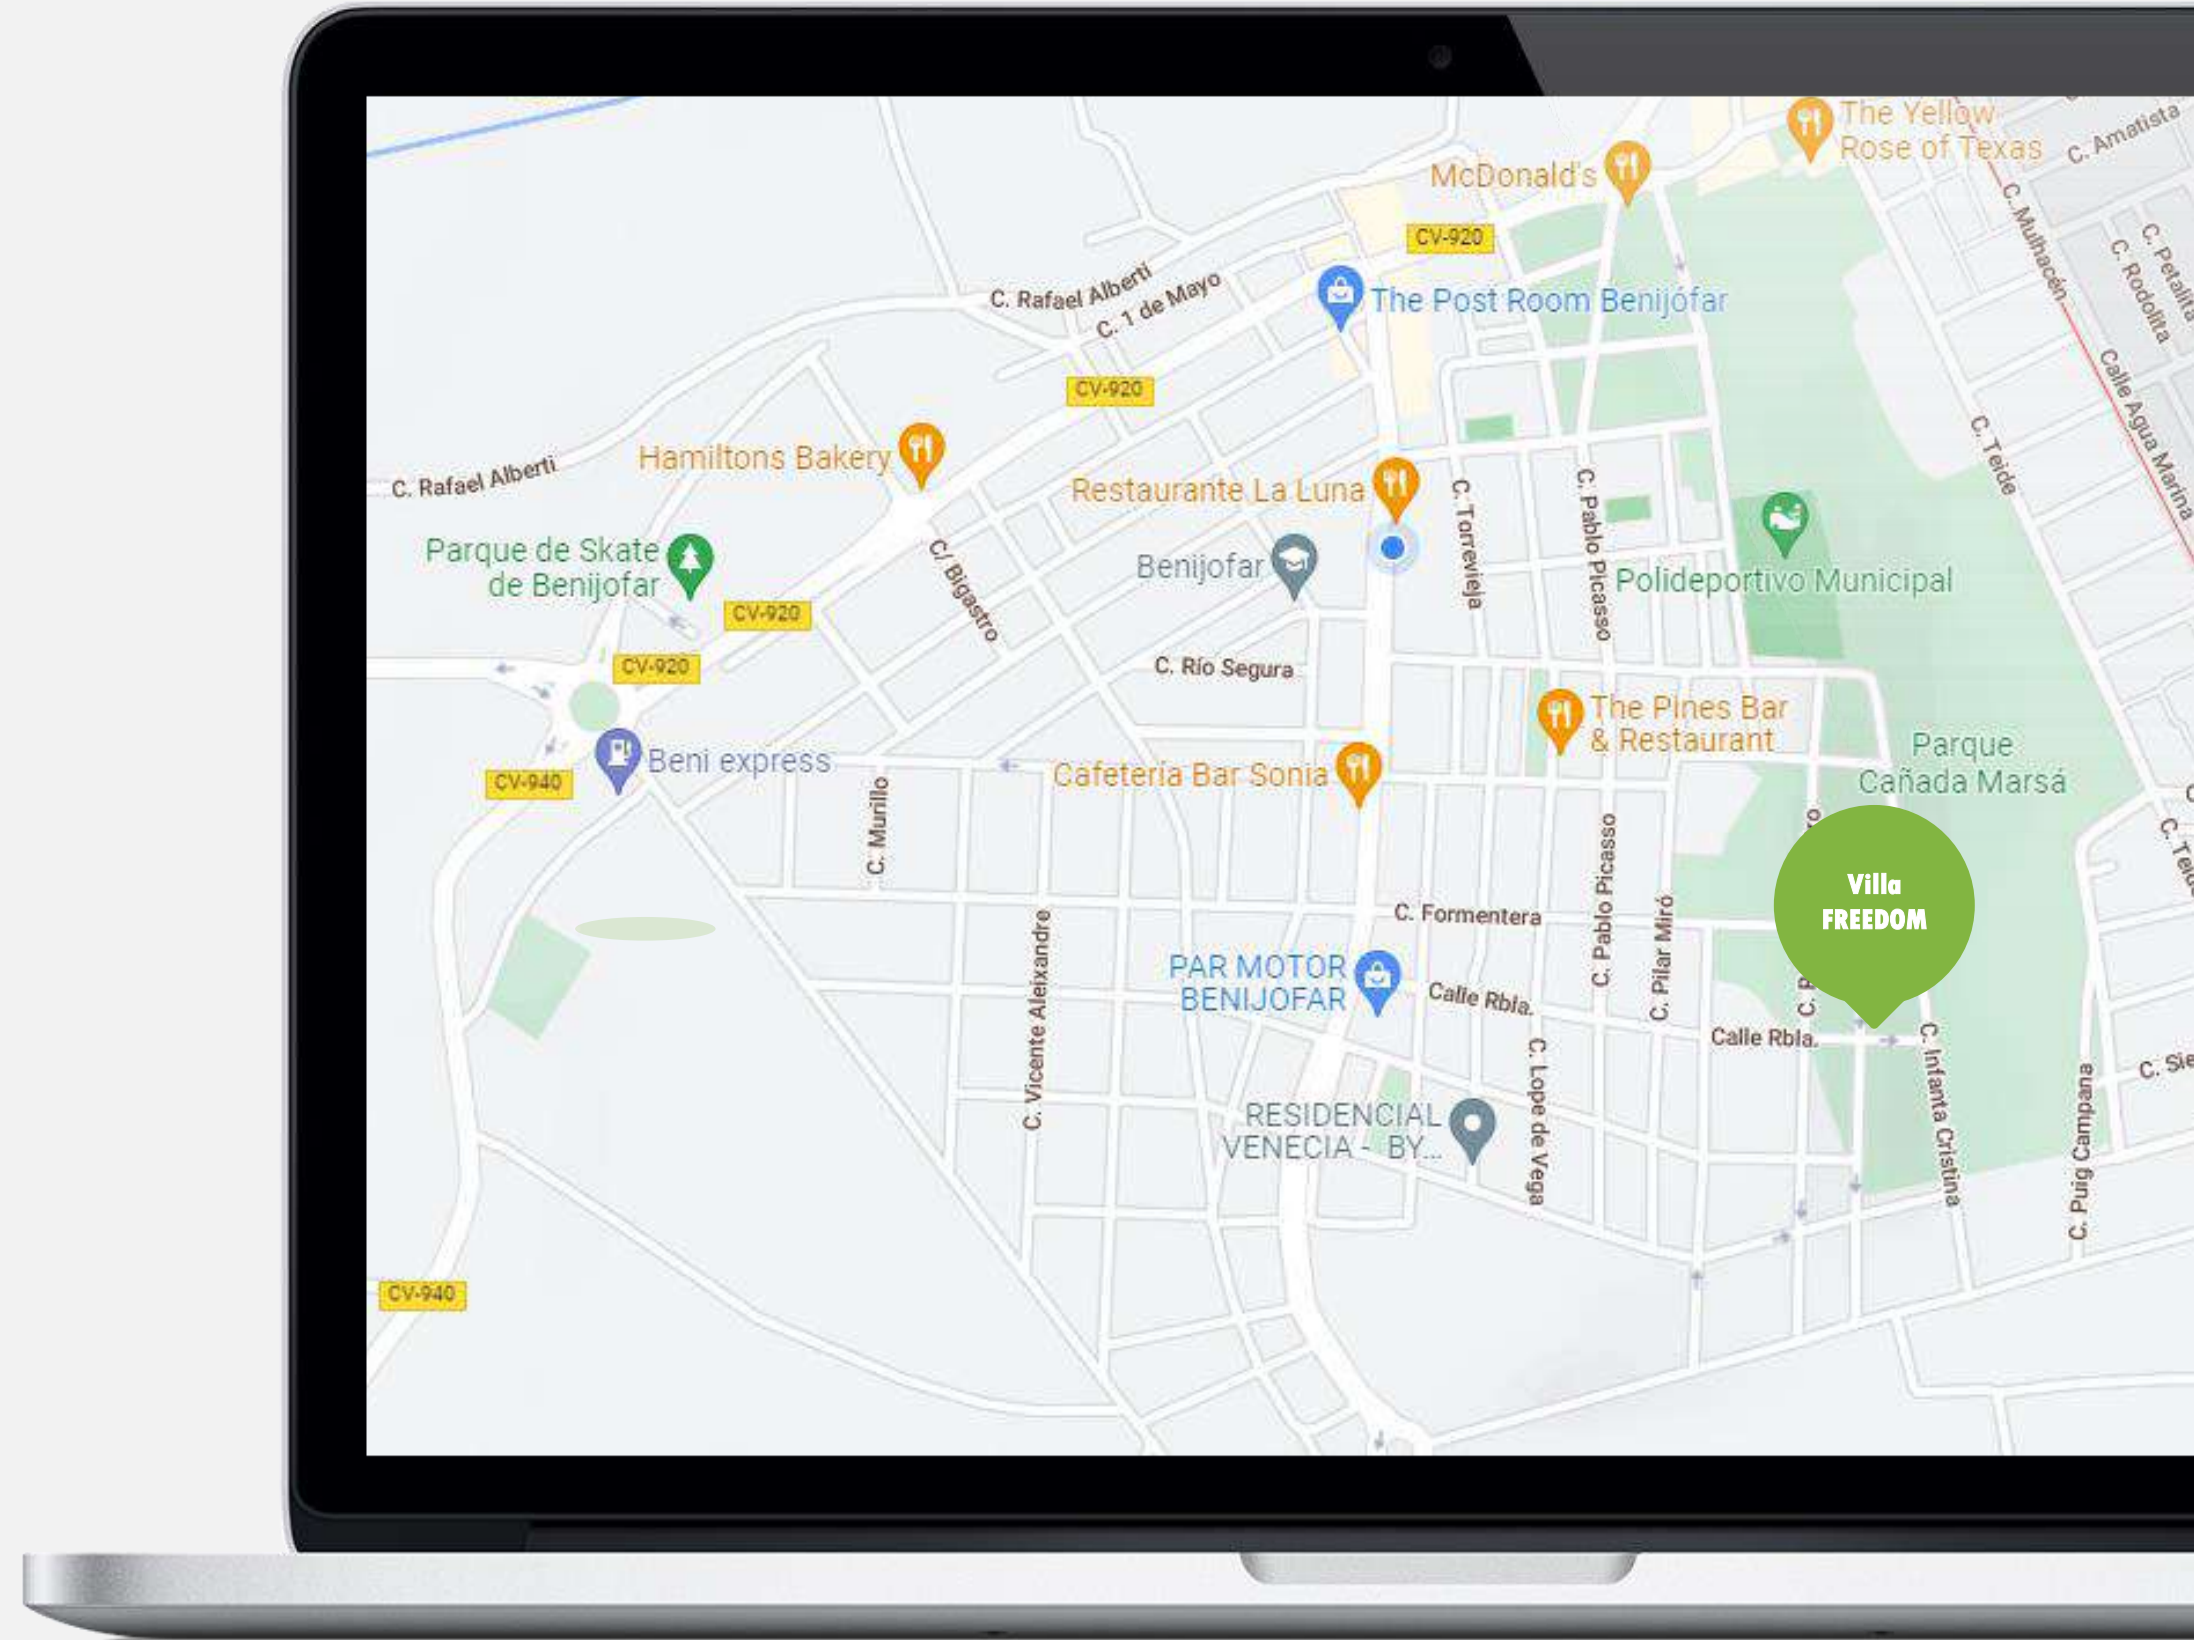 The Yellow
Rose of Texas
C. Amatista
McDonald's
C. Mulhacén
C. Petalita
C. Rodolita
CV-920
C. Rafael Alberti
C. 1 de Mayo
The Post Room Benijófar
CV-920
Calle Agua Marina
C. Teide
Hamiltons Bakery
C. Rafael Alberti
Restaurante La Luna
C. Torrevieja
C. Pablo Picasso
Parque de Skate
de Benijofar
C/ Bigastro
Benijofar
Polideportivo Municipal
CV-920
CV-920
C. Río Segura
The Pines Bar
& Restaurant
Parque
Cañada Marsá
Beni express
CV-940
Cafetería Bar Sonia
C. Murillo
C. Pablo Picasso
Villa
FREEDOM
C. Formentera
C. Pilar Miró
C. Vicente Aleixandre
PAR MOTOR
BENIJOFAR
Calle Rbla.
Calle Rbla.
C. Infanta Cristina
C. Lope de Vega
C. Puig Campana
RESIDENCIAL
VENECIA - BY...
CV-940